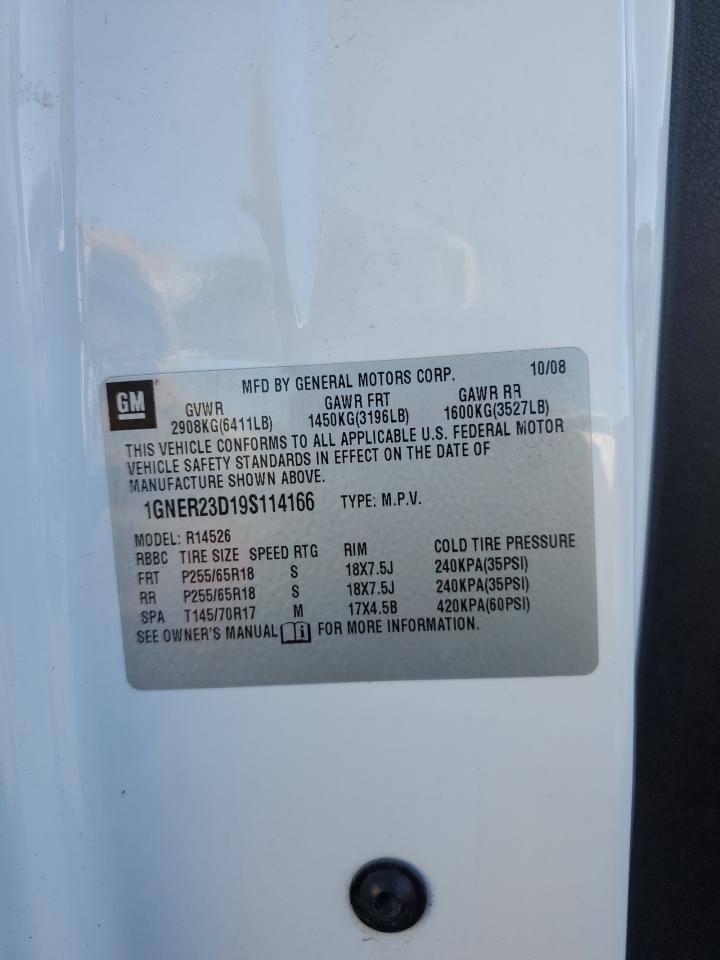 GM
MFD BY GENERAL MOTORS CORP. 10/08
GVWR GAWR FRT GAWR RR
2908KG(6411LB) 1450KG(3196LB) 1600KG(3527LB)
THIS VEHICLE CONFORMS TO ALL APPLICABLE U.S. FEDERAL MOTOR
VEHICLE SAFETY STANDARDS IN EFFECT ON THE DATE OF
MANUFACTURE SHOWN ABOVE.
1GNER23D19S114166 TYPE: M.P.V.
MODEL: R14526
RBBC TIRE SIZE SPEED RTG RIM COLD TIRE PRESSURE
FRT P255/65R18 S 18X7.5J 240KPA(35PSI)
RR P255/65R18 S 18X7.5J 240KPA(35PSI)
SPA T145/70R17 M 17X4.5B 420KPA(60PSI)
SEE OWNER'S MANUAL FOR MORE INFORMATION.